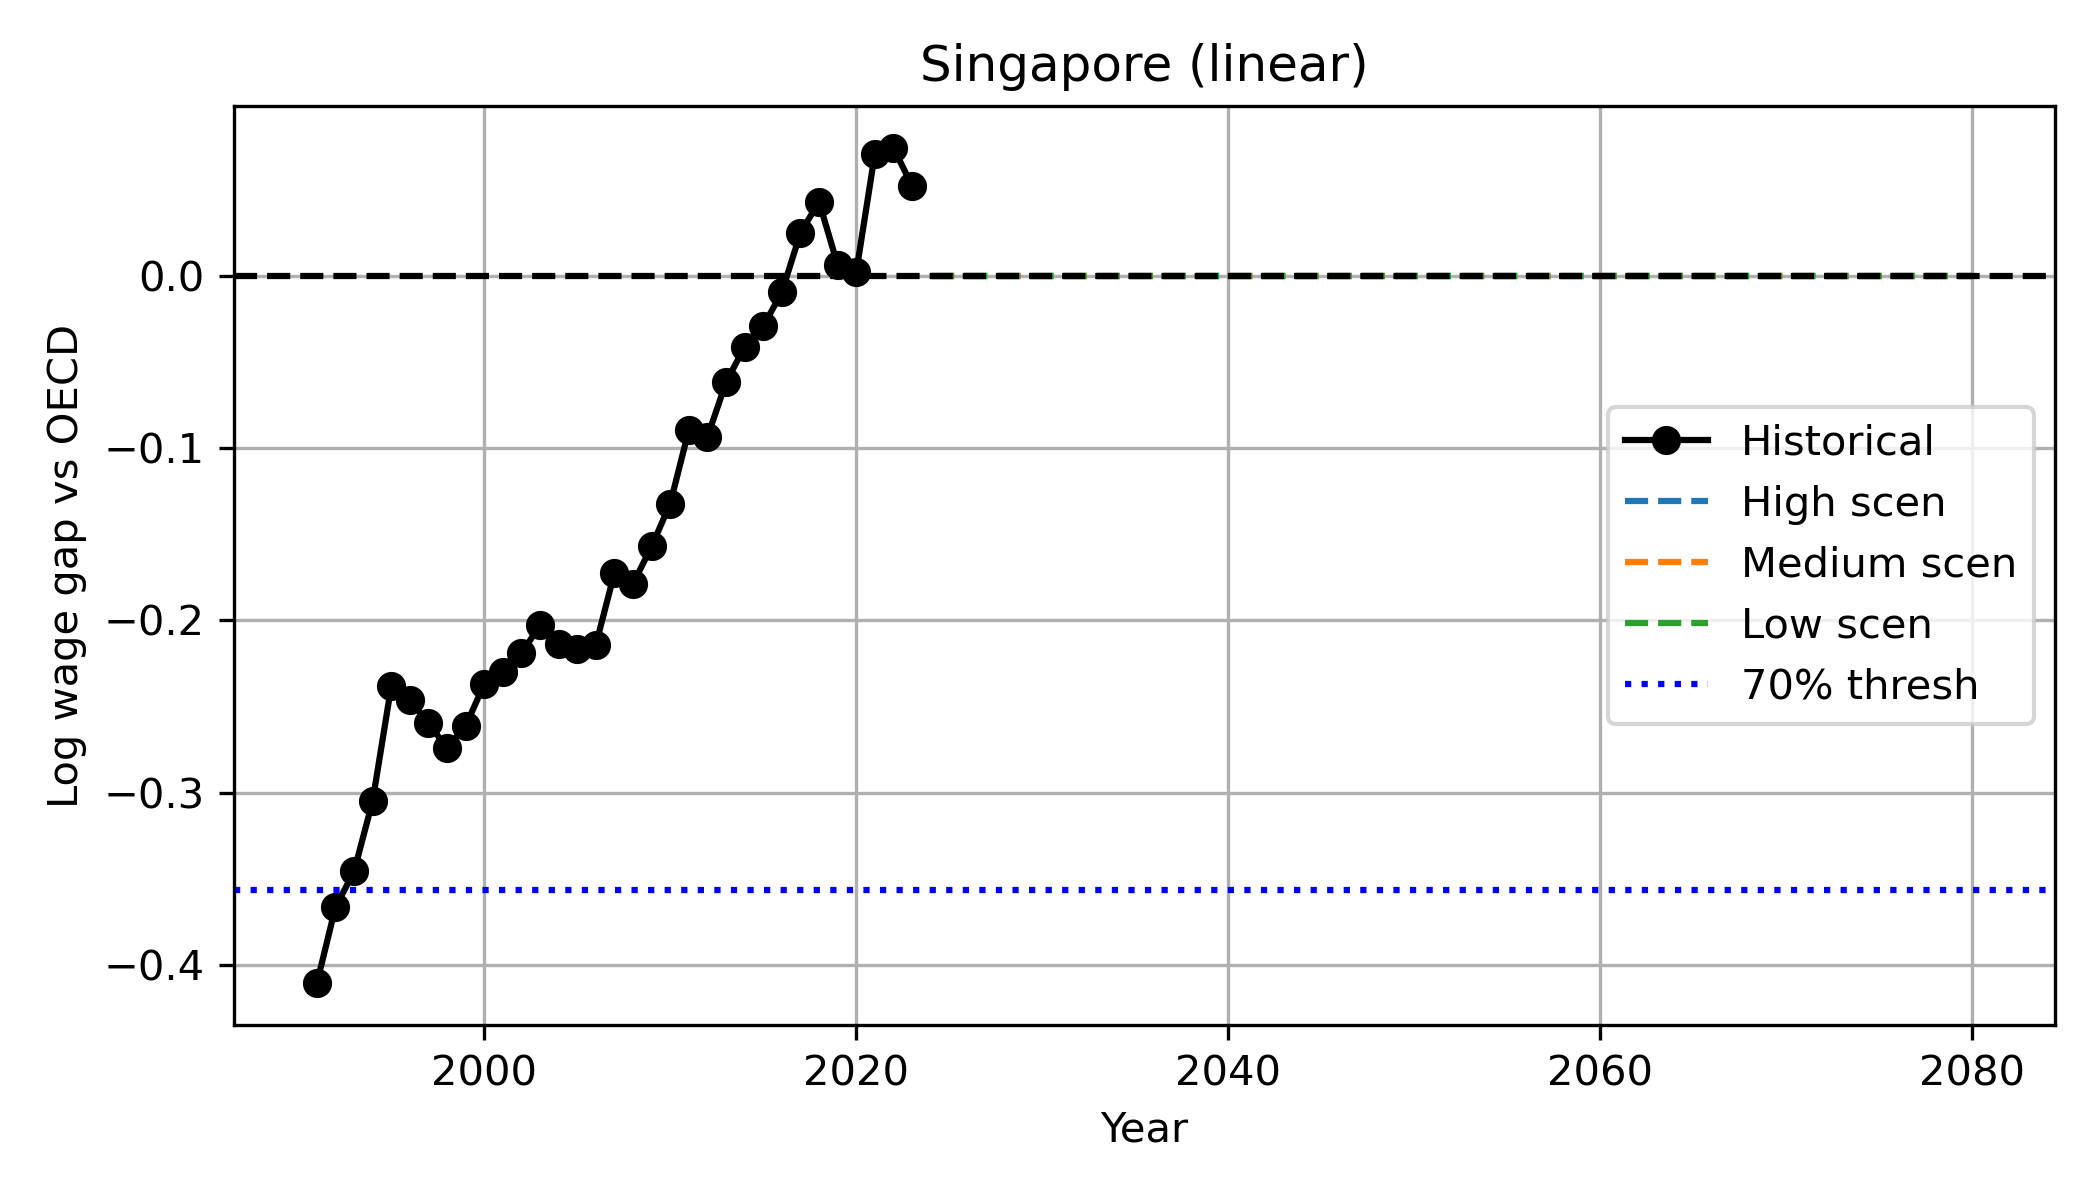 Singapore (linear)
Log wage gap vs OECD
0.0
−0.1
−0.2
−0.3
−0.4
Historical
High scen
Medium scen
Low scen
70% thresh
2000 2020 2040 2060 2080
Year